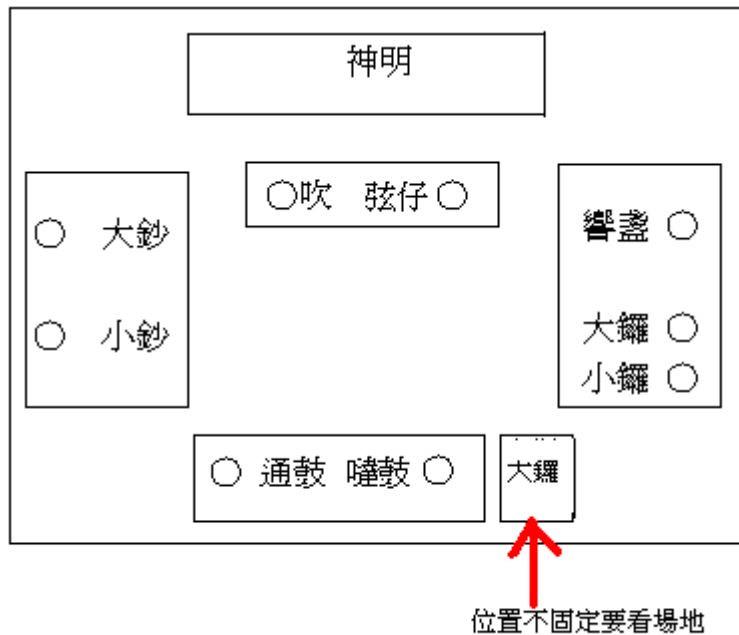 神明
○吹 弦仔○
○ 大鈔
○ 小鈔
響盞 ○
大鑼 ○
小鑼 ○
○ 通鼓 噠鼓 ○
大鑼
位置不固定要看場地